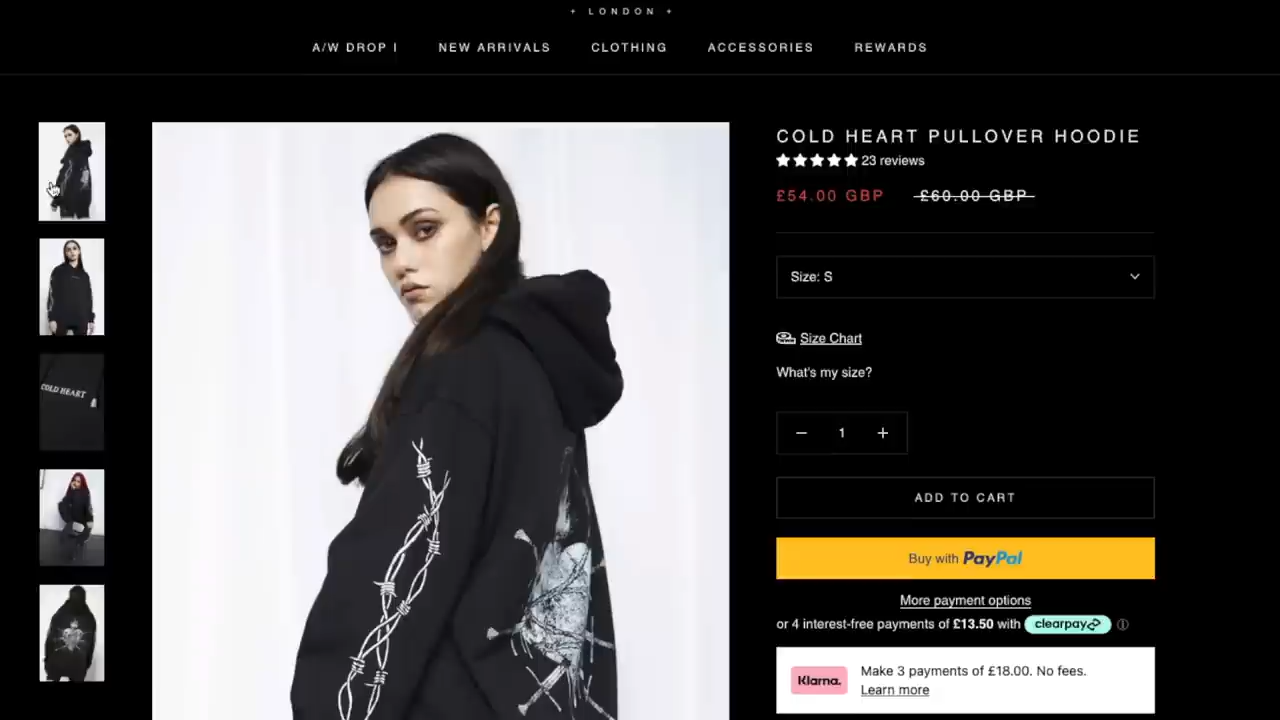 LONDON
A/W DROP I NEW ARRIVALS CLOTHING ACCESSORIES REWARDS
COLD HEART PULLOVER HOODIE
23 reviews
£54.00 GBP £60.00 GBP
Size: S
Size Chart
What's my size?
1
ADD TO CART
Buy with PayPal
More payment options
or 4 interest-free payments of £13.50 with clearpay
Klarna. Make 3 payments of £18.00. No fees.
Learn more
COLD HEART